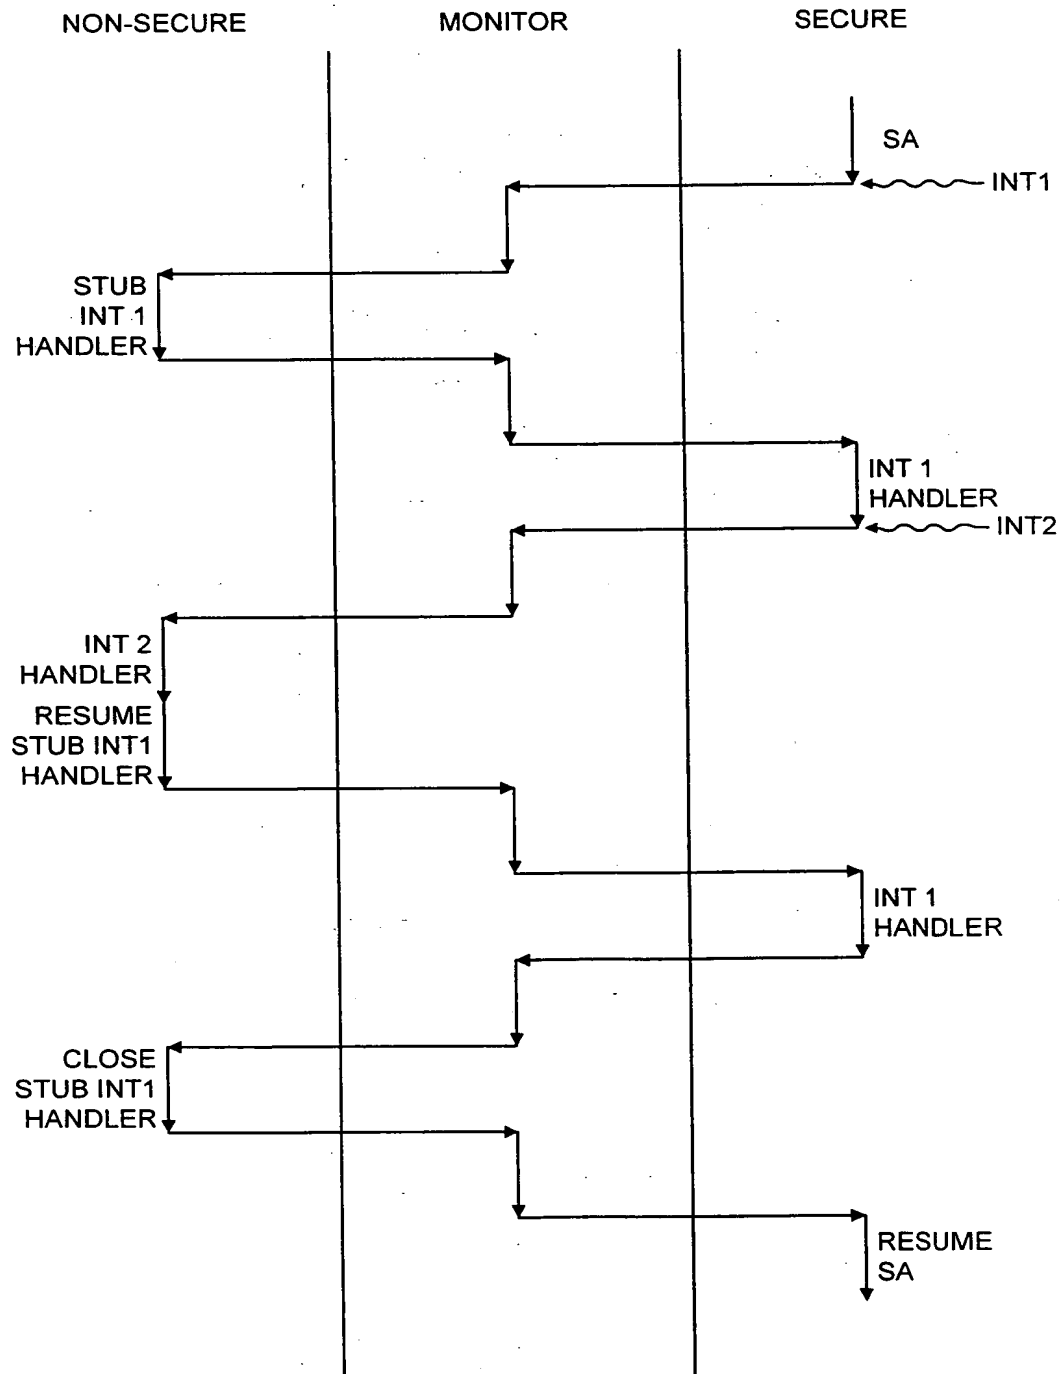 NON-SECURE
MONITOR
SECURE
SA
INT1
STUB
INT 1
HANDLER
INT 1
HANDLER
INT2
INT 2
HANDLER
RESUME
STUB INT1
HANDLER
INT 1
HANDLER
CLOSE
STUB INT1
HANDLER
RESUME
SA